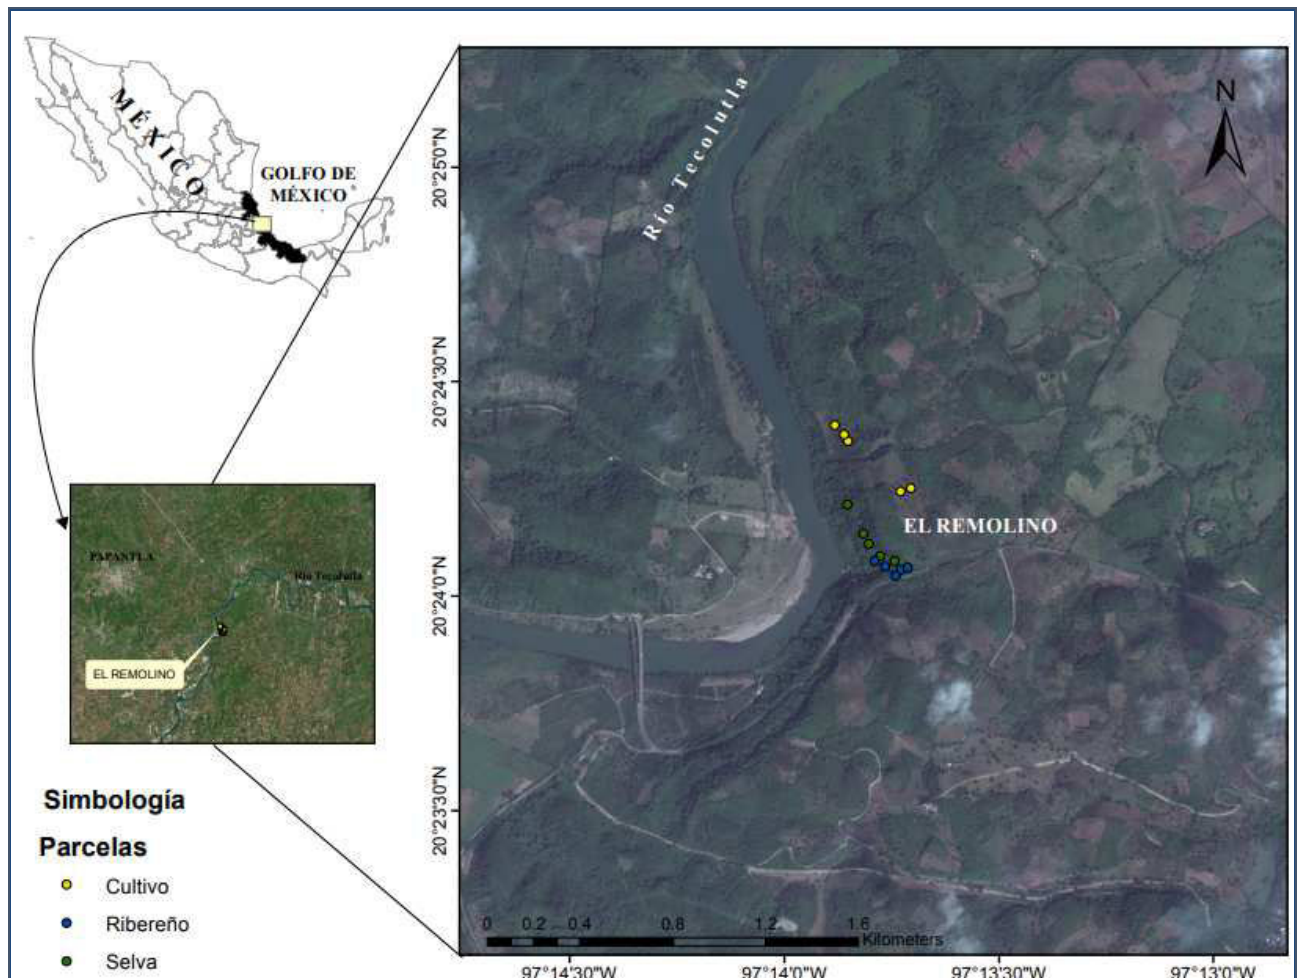 MÉXICO
GOLFO DE
MÉXICO
Río Tecolutla
N
20°25'0"N
20°24'30"N
20°24'0"N
20°23'30"N
EL REMOLINO
PAPANTLA
Río Tecolutla
EL REMOLINO
Simbología
Parcelas
Cultivo
Ribereño
Selva
0 0.2 0.4 0.8 1.2 1.6
Kilometers
97°14'30"W 97°14'0"W 97°13'30"W 97°13'0"W